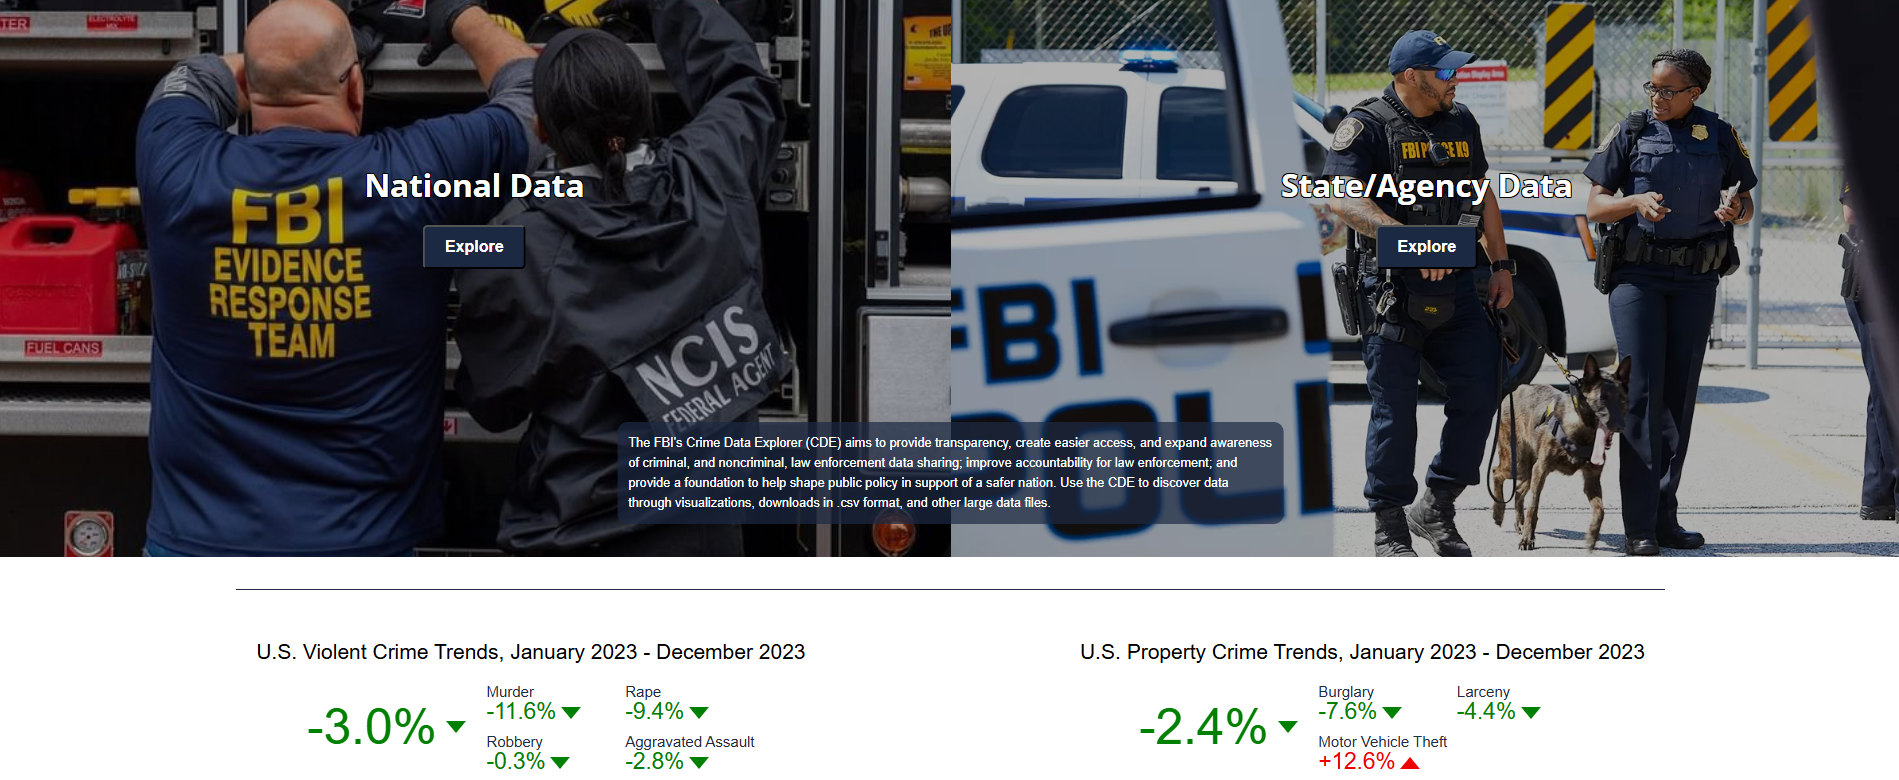 TER
ELECTROLYTE
MIX
National Data
Explore
FBI
EVIDENCE
RESPONSE
TEAM
FUEL CANS
NCIS
FEDERAL AGENT
State/Agency Data
Explore
FBI POLICE K9
FBI
POLI
The FBI's Crime Data Explorer (CDE) aims to provide transparency, create easier access, and expand awareness
of criminal, and noncriminal, law enforcement data sharing; improve accountability for law enforcement; and
provide a foundation to help shape public policy in support of a safer nation. Use the CDE to discover data
through visualizations, downloads in .csv format, and other large data files.
U.S. Violent Crime Trends, January 2023 - December 2023
-3.0%
Murder
-11.6%
Rape
-9.4%
Robbery
-0.3%
Aggravated Assault
-2.8%
U.S. Property Crime Trends, January 2023 - December 2023
-2.4%
Burglary
-7.6%
Larceny
-4.4%
Motor Vehicle Theft
+12.6%